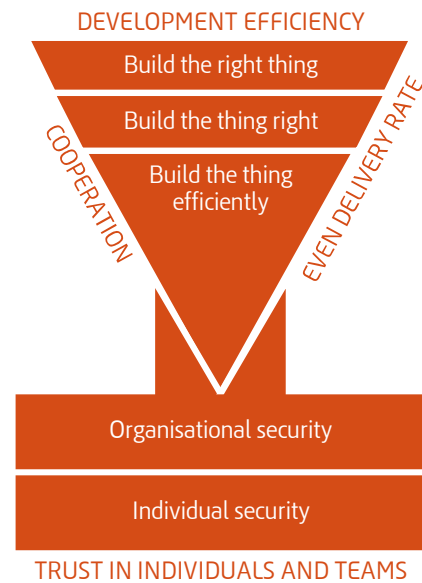 DEVELOPMENT EFFICIENCY
Build the right thing
Build the thing right
Build the thing
efficiently
COOPERATION
EVEN DELIVERY RATE
Organisational security
Individual security
TRUST IN INDIVIDUALS AND TEAMS